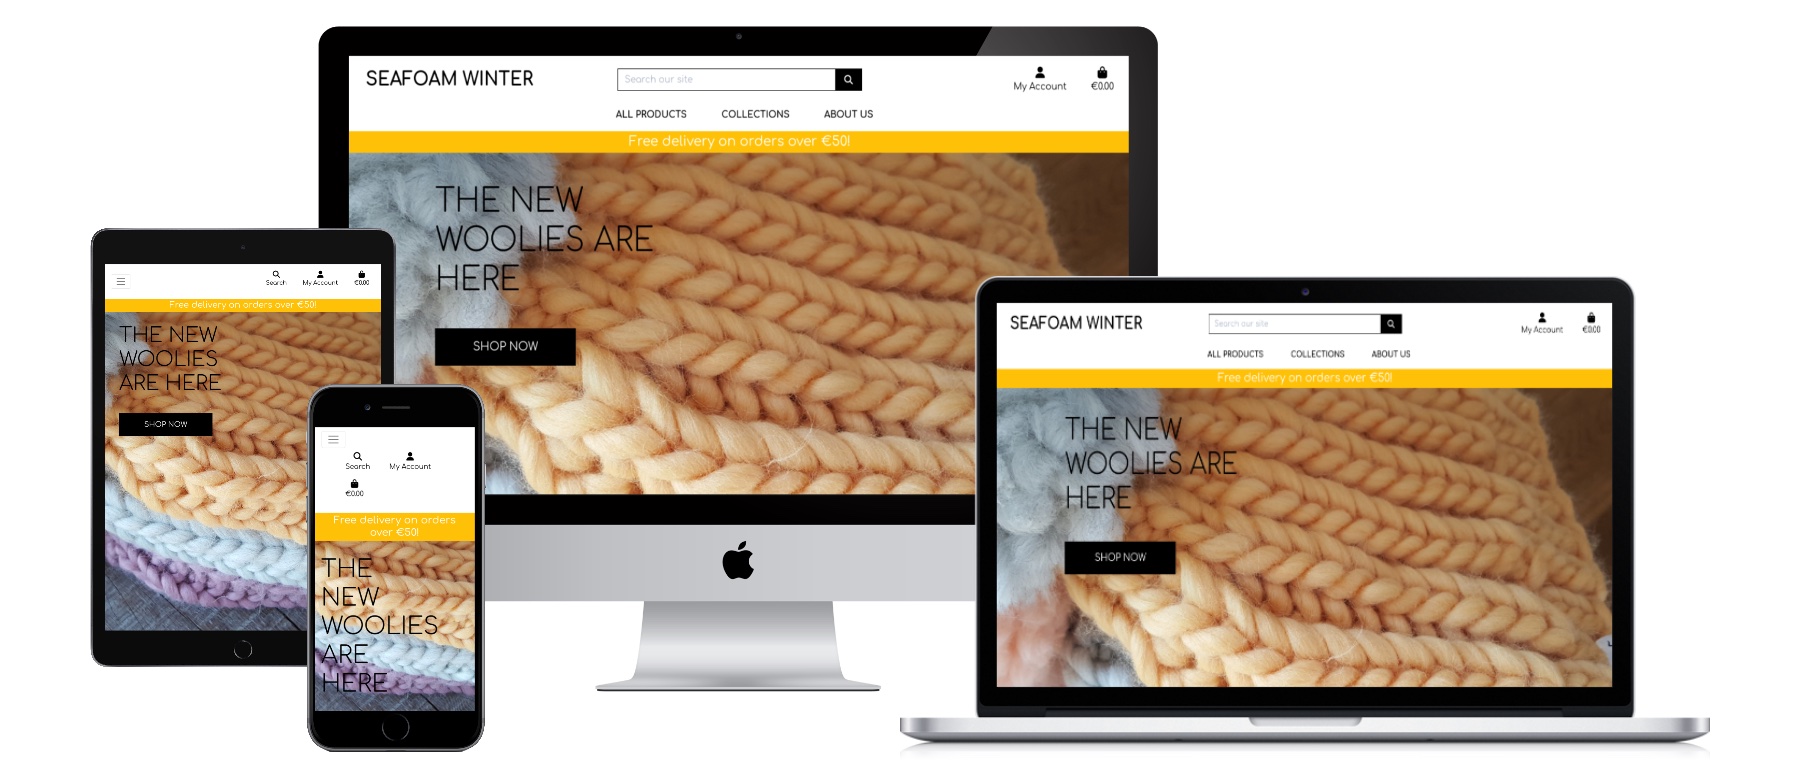 SEAFOAM WINTER
Search our site
My Account
€0.00
ALL PRODUCTS COLLECTIONS ABOUT US
Free delivery on orders over €50!
THE NEW
WOOLIES ARE
HERE
SHOP NOW
Search My Account €0.00
Free delivery on orders over €50!
THE NEW
WOOLIES
ARE HERE
SHOP NOW
Search My Account
€0.00
Free delivery on orders
over €50!
THE
NEW
WOOLIES
ARE
HERE
SEAFOAM WINTER
Search our site
My Account
€0.00
ALL PRODUCTS COLLECTIONS ABOUT US
Free delivery on orders over €50!
THE NEW
WOOLIES ARE
HERE
SHOP NOW